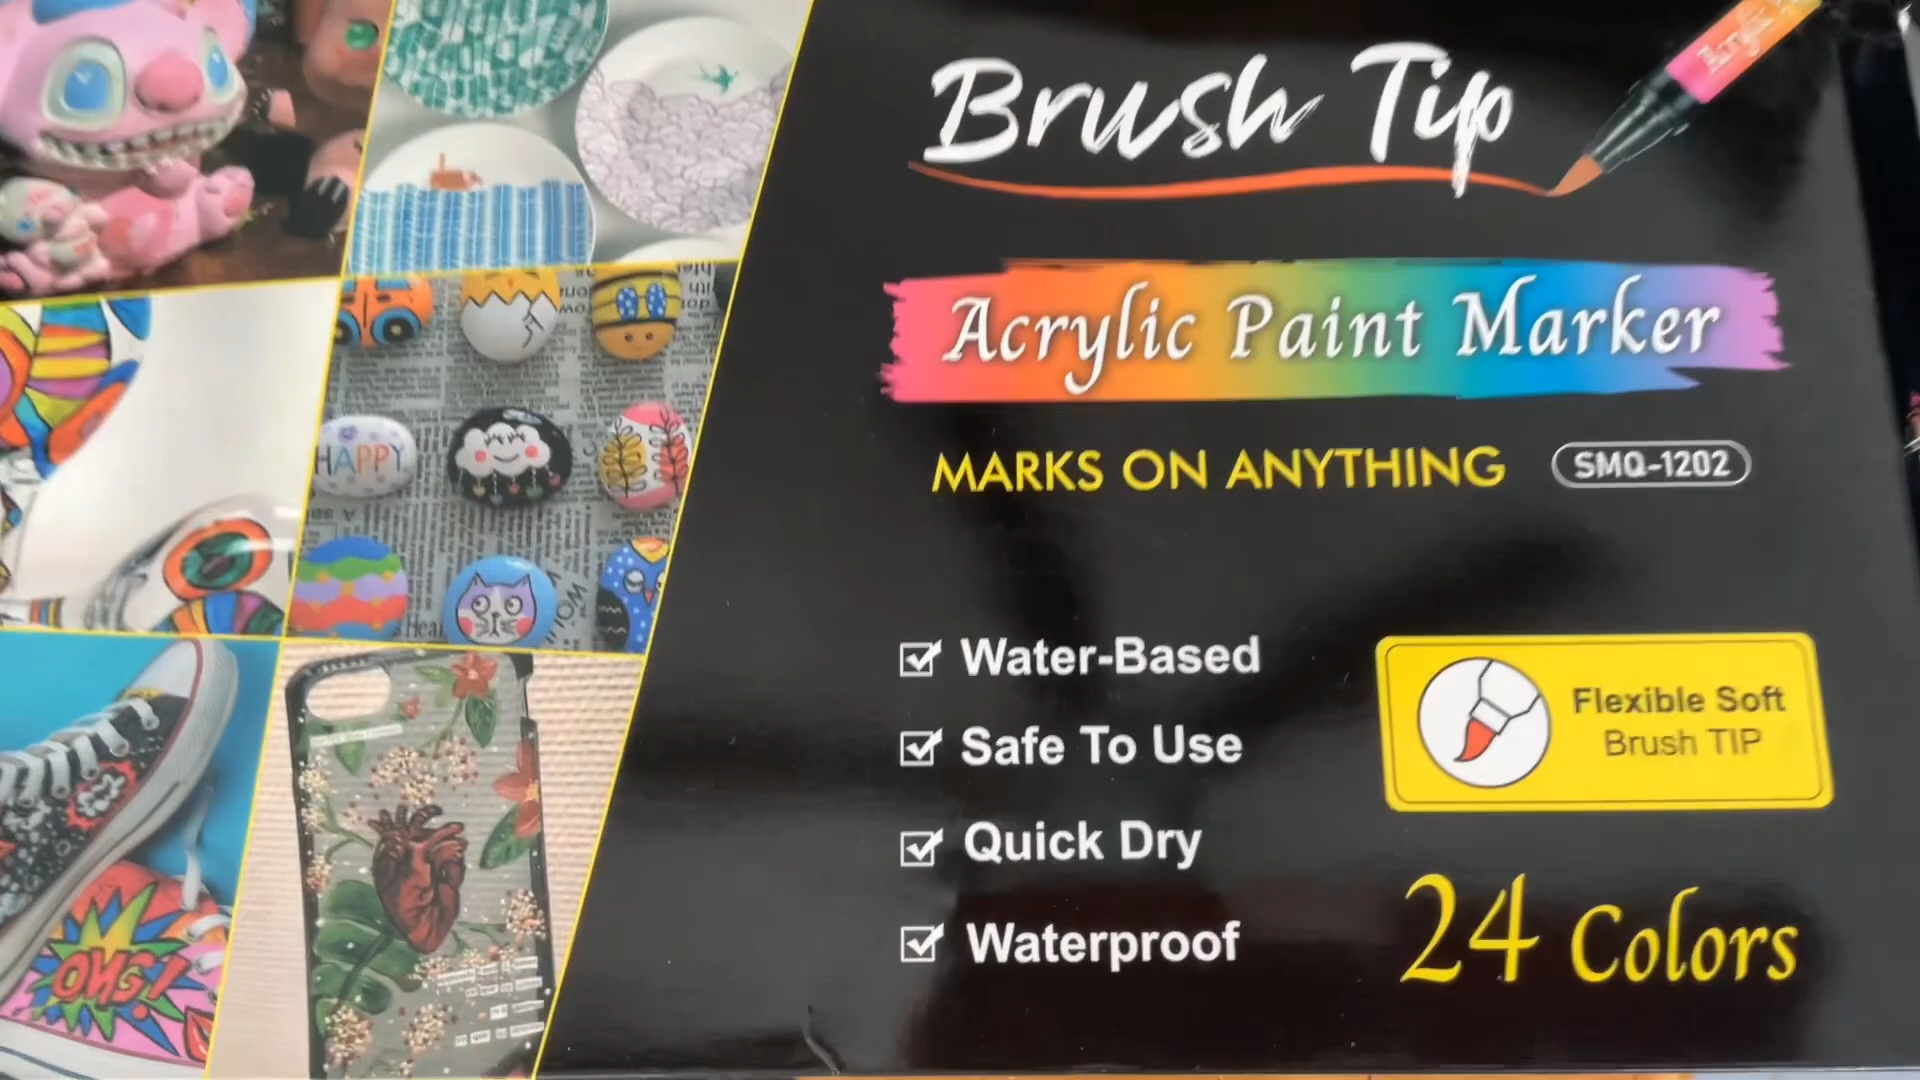 Brush Tip
Acrylic Paint Marker
MARKS ON ANYTHING SMQ-1202
Water-Based
Safe To Use
Quick Dry
Waterproof
Flexible Soft
Brush TIP
24 Colors
HAPPY
OMG!